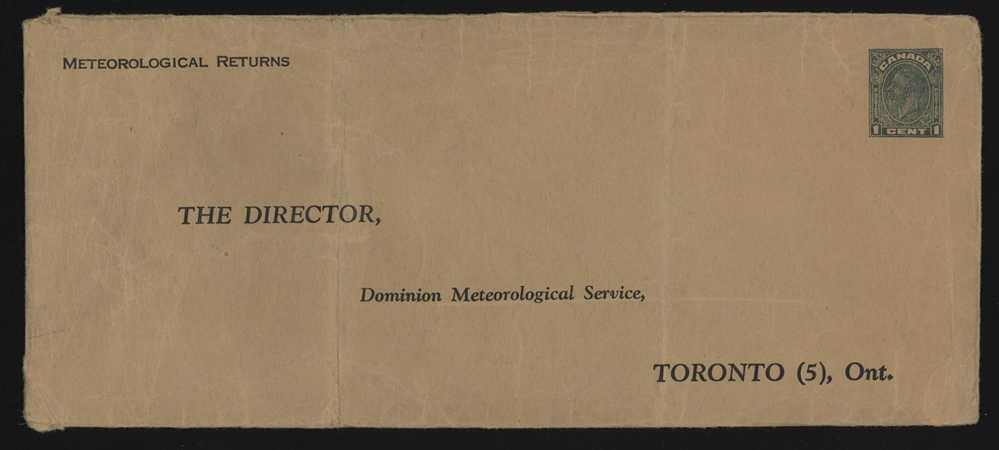 METEOROLOGICAL RETURNS
CANADA
1 CENT 1
THE DIRECTOR,
Dominion Meteorological Service,
TORONTO (5), Ont.